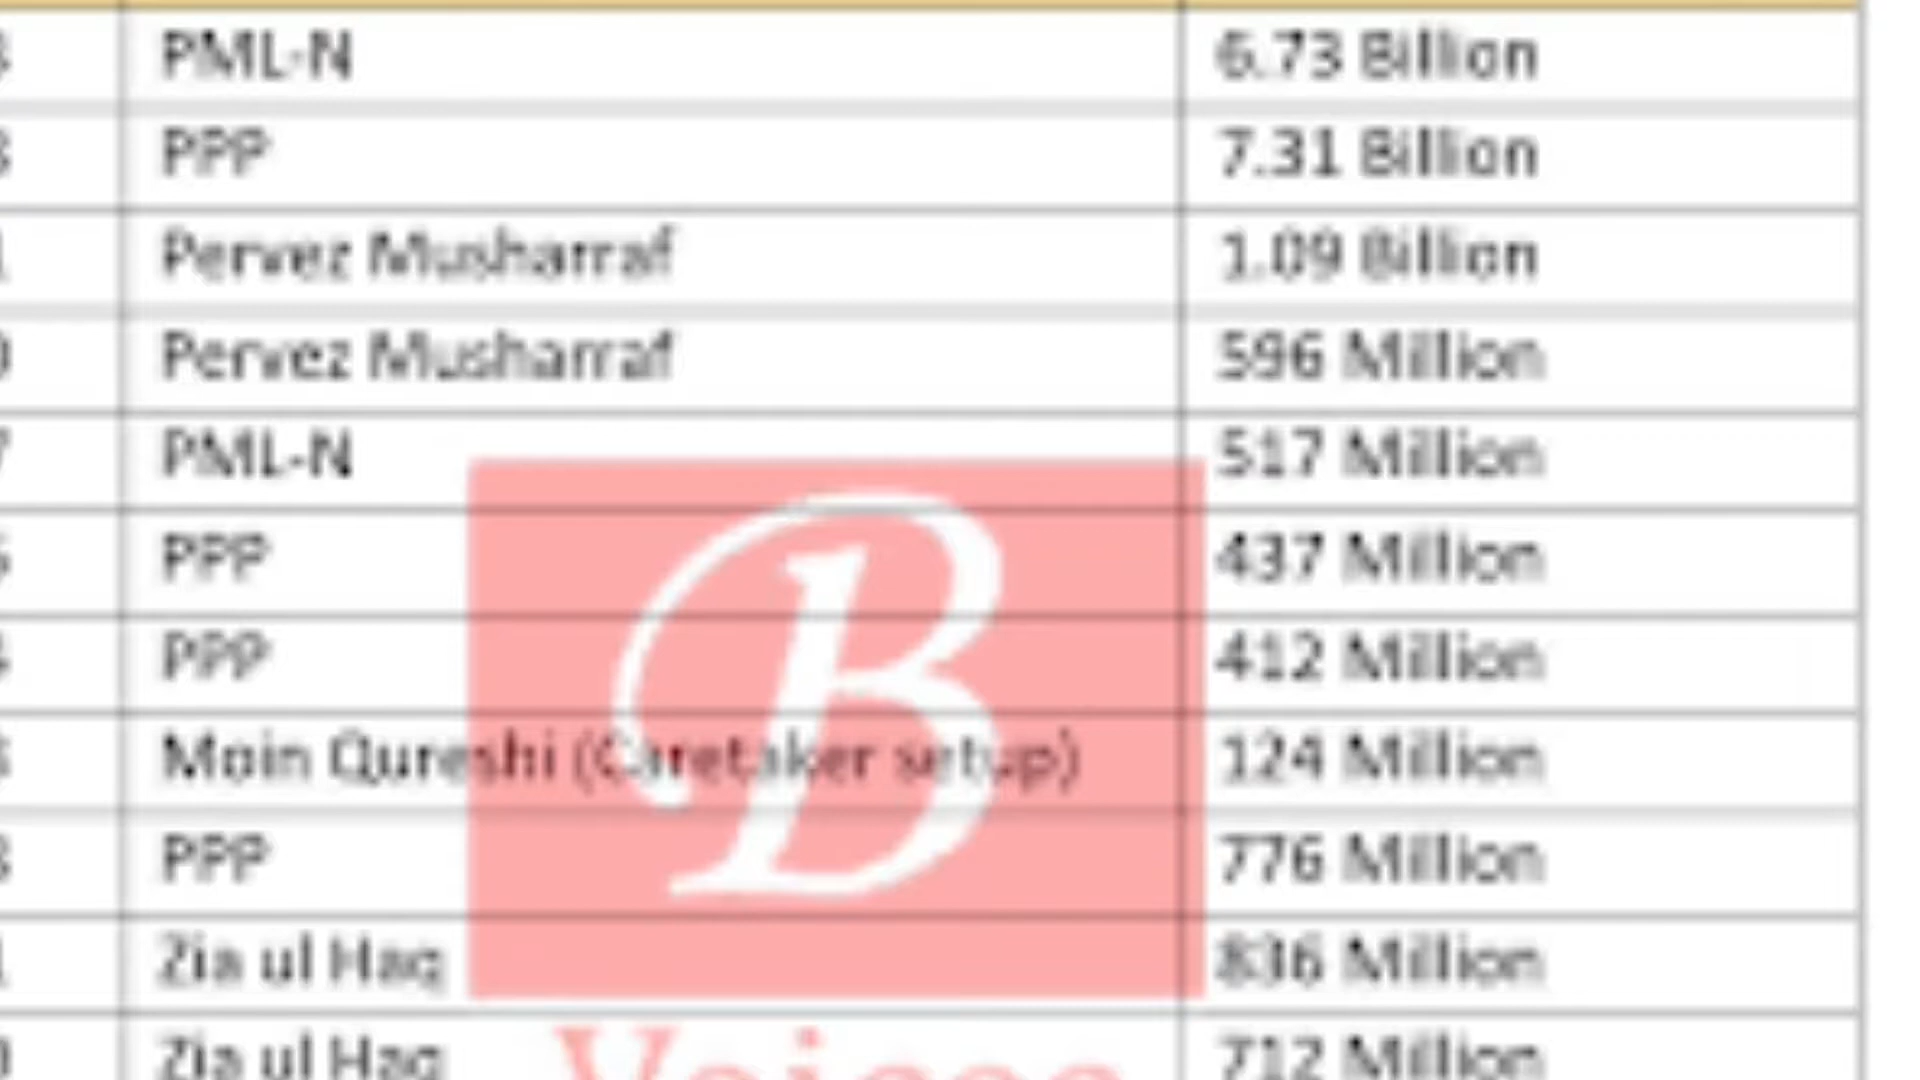 PML-N 6.73 Billion
PPP 7.31 Billion
Pervez Musharraf 1.09 Billion
Pervez Musharraf 596 Million
PML-N 517 Million
PPP 437 Million
PPP 412 Million
Moin Qureshi (Caretaker setup) 124 Million
PPP 776 Million
Zia ul Haq 836 Million
Zia ul Haq 712 Million
B
Voices